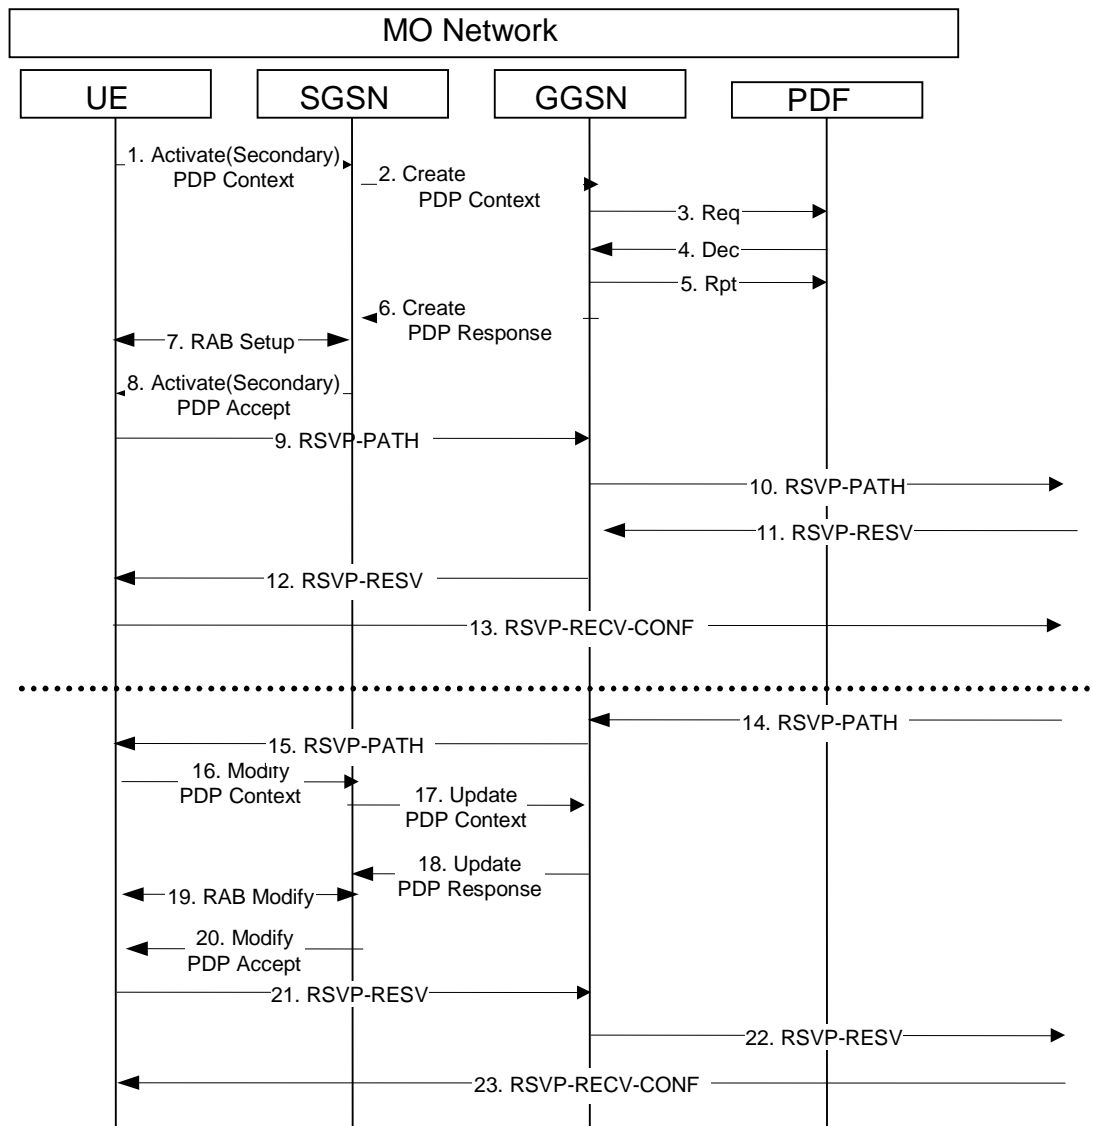 MO Network
UE
SGSN
GGSN
PDF
1. Activate(Secondary)
PDP Context
2. Create
PDP Context
3. Req
4. Dec
5. Rpt
6. Create
PDP Response
7. RAB Setup
8. Activate(Secondary)
PDP Accept
9. RSVP-PATH
10. RSVP-PATH
11. RSVP-RESV
12. RSVP-RESV
13. RSVP-RECV-CONF
14. RSVP-PATH
15. RSVP-PATH
16. Modify
PDP Context
17. Update
PDP Context
18. Update
PDP Response
19. RAB Modify
20. Modify
PDP Accept
21. RSVP-RESV
22. RSVP-RESV
23. RSVP-RECV-CONF